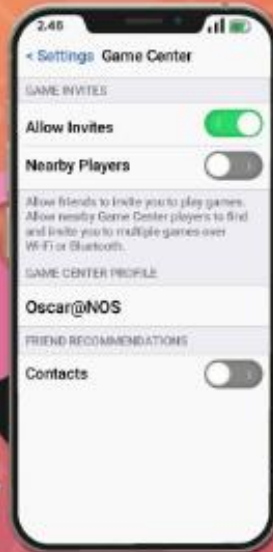 2.46
< Settings Game Center
GAME INVITES
Allow Invites
Nearby Players
Allow friends to invite you to play games.
Allow nearby Game Center players to find
and invite you to multiple games over
Wi-Fi or Bluetooth.
GAME CENTER PROFILE
Oscar@NOS
FRIEND RECOMMENDATIONS
Contacts